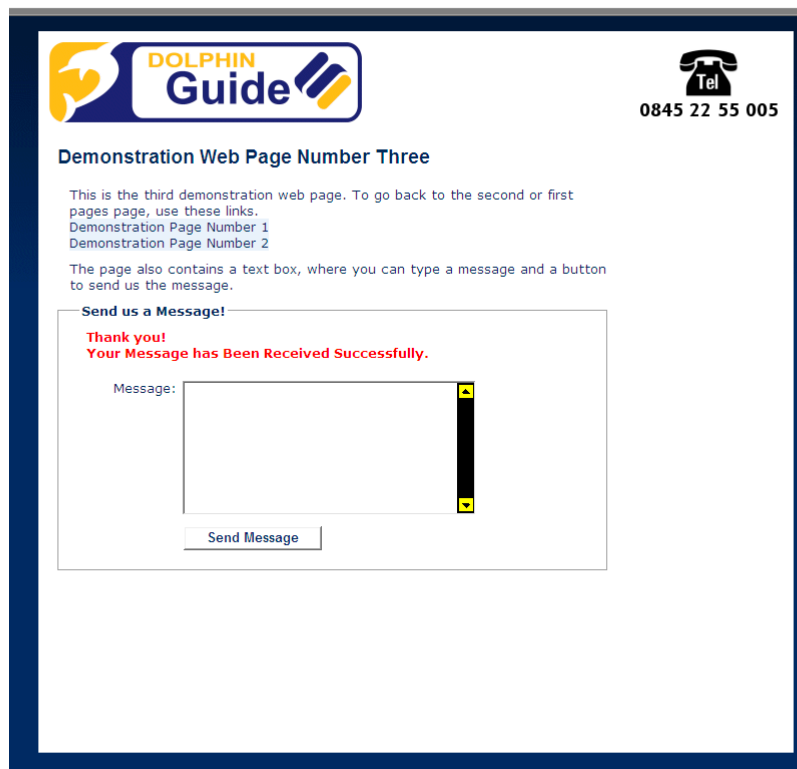 DOLPHIN
Guide
Tel
0845 22 55 005
Demonstration Web Page Number Three
This is the third demonstration web page. To go back to the second or first
pages page, use these links.
Demonstration Page Number 1
Demonstration Page Number 2
The page also contains a text box, where you can type a message and a button
to send us the message.
Send us a Message!
Thank you!
Your Message has Been Received Successfully.
Message:
Send Message